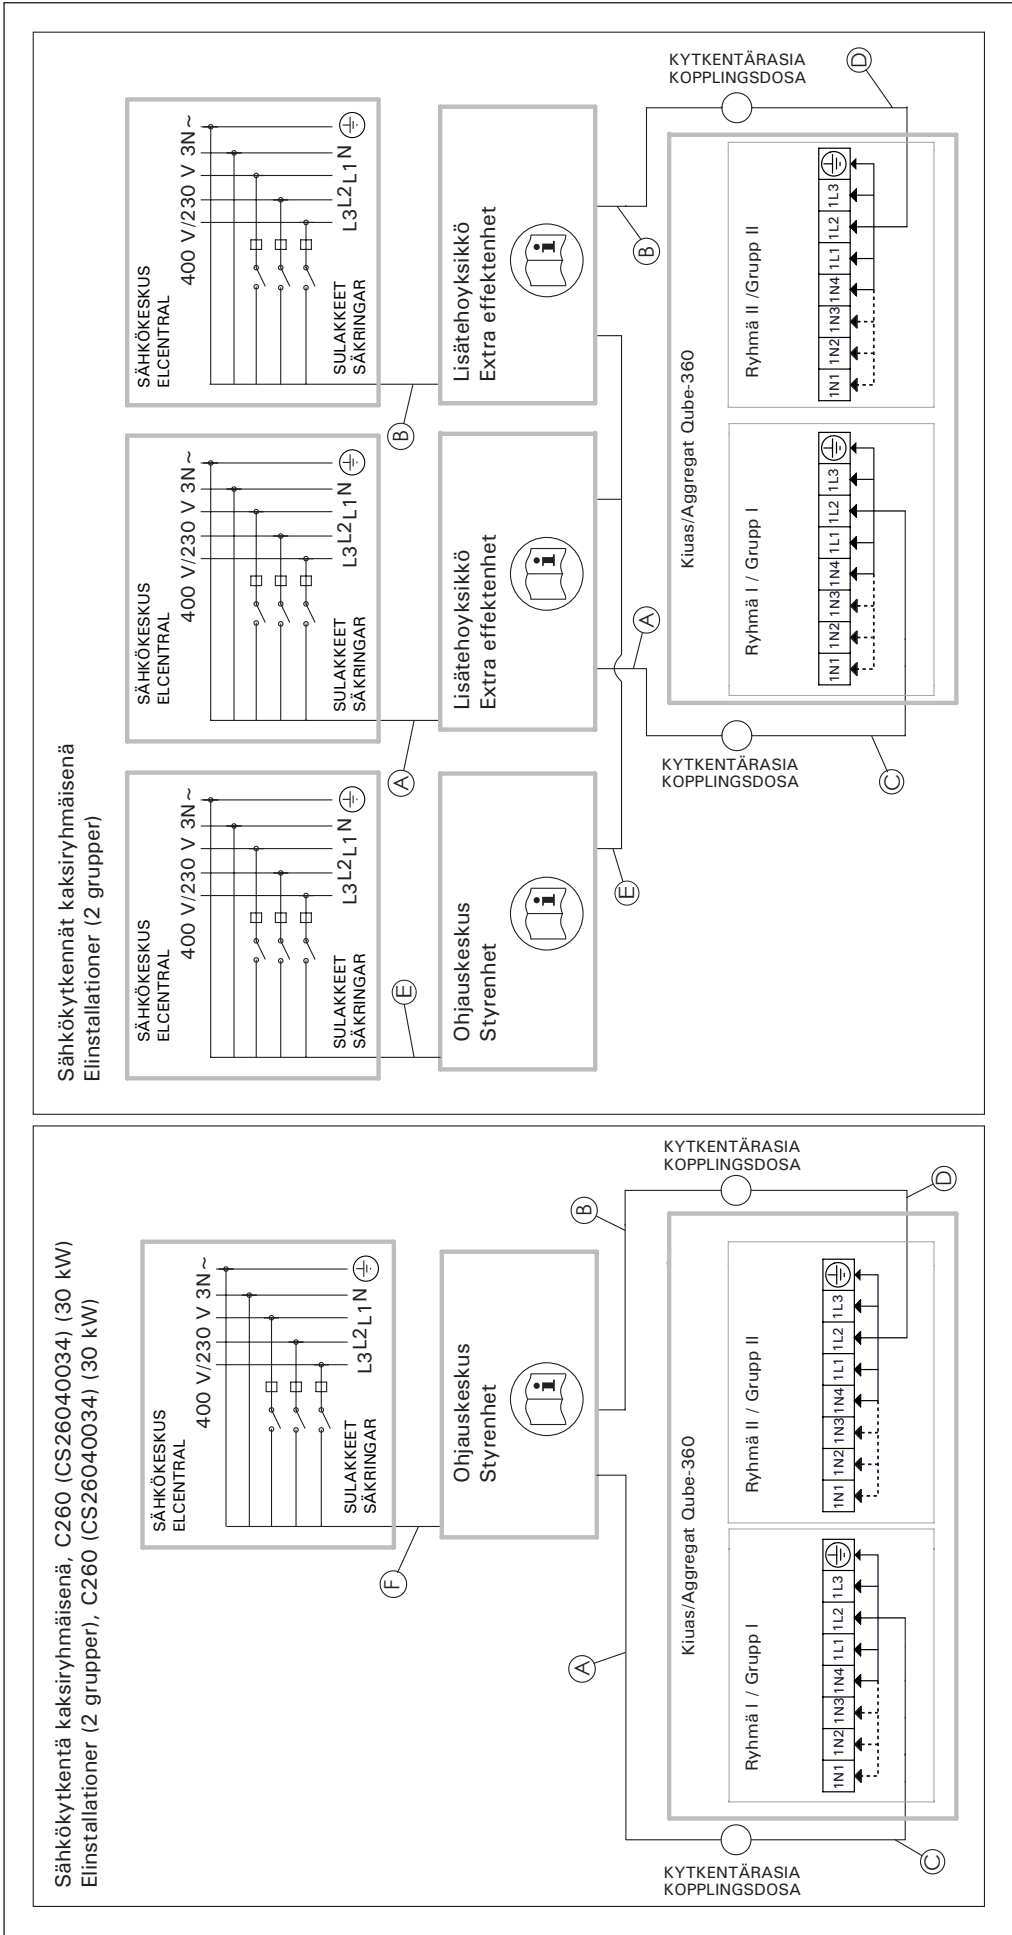 Sähkökytkentä kaksiryhmäisenä, C260 (CS26040034) (30 kW)
Elinstallationer (2 grupper), C260 (CS26040034) (30 kW)
SÄHKÖKESKUS
ELCENTRAL
400 V/230 V 3N~
SULAKKEET
SÄKRINGAR
L3 L2 L1 N
F
Ohjauskeskus
Styrenhet
i
A
B
KYTKENTÄRASIA
KOPPLINGSDOSA
KYTKENTÄRASIA
KOPPLINGSDOSA
Kiuas/Aggregat Qube-360
Ryhmä I / Grupp I
1N1 1N2 1N3 1N4 1L1 1L2 1L3
Ryhmä II / Grupp II
1N1 1N2 1N3 1N4 1L1 1L2 1L3
C
D
Sähkökytkennät kaksiryhmäisenä
Elinstallationer (2 grupper)
SÄHKÖKESKUS
ELCENTRAL
400 V/230 V 3N~
SULAKKEET
SÄKRINGAR
L3 L2 L1 N
SÄHKÖKESKUS
ELCENTRAL
400 V/230 V 3N~
SULAKKEET
SÄKRINGAR
L3 L2 L1 N
SÄHKÖKESKUS
ELCENTRAL
400 V/230 V 3N~
SULAKKEET
SÄKRINGAR
L3 L2 L1 N
E
A
B
Ohjauskeskus
Styrenhet
i
Lisätehoyksikkö
Extra effektenhet
i
Lisätehoyksikkö
Extra effektenhet
i
E
A
B
KYTKENTÄRASIA
KOPPLINGSDOSA
KYTKENTÄRASIA
KOPPLINGSDOSA
Kiuas/Aggregat Qube-360
Ryhmä I / Grupp I
1N1 1N2 1N3 1N4 1L1 1L2 1L3
Ryhmä II /Grupp II
1N1 1N2 1N3 1N4 1L1 1L2 1L3
C
D